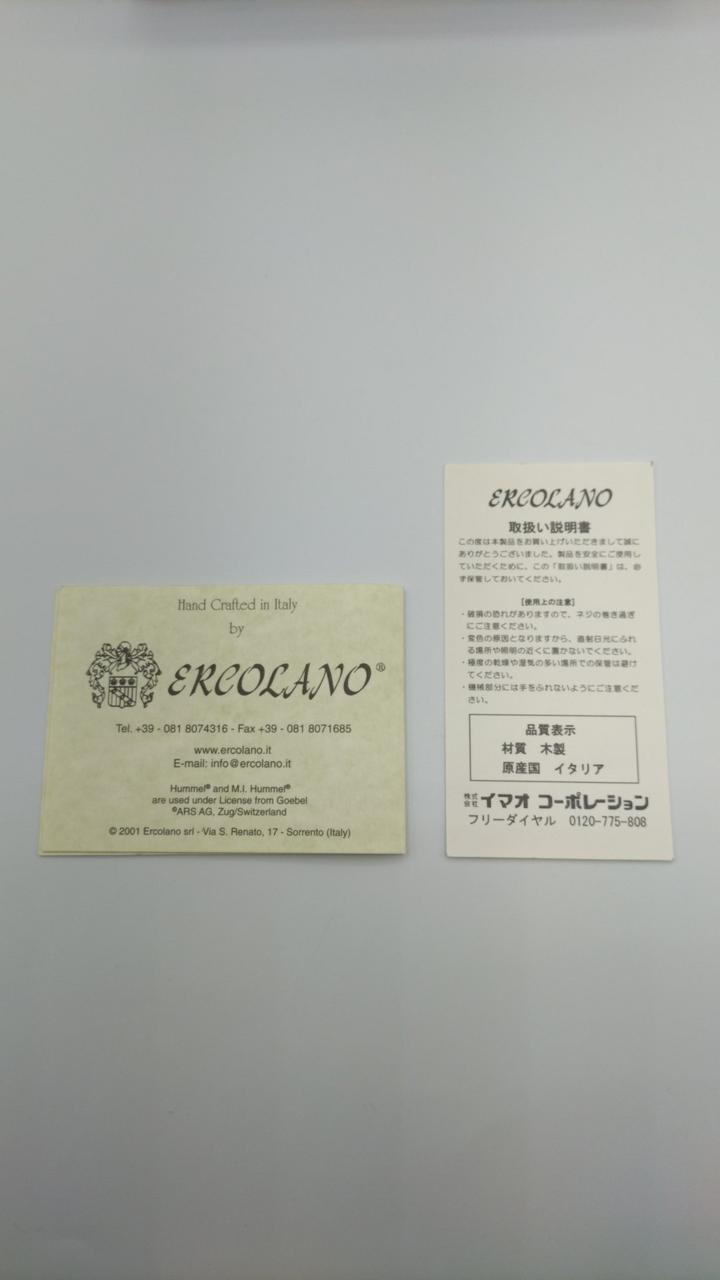 Hand Crafted in Italy
by
ERCOLANO®
Tel. +39 - 081 8074316 - Fax +39 - 081 8071685
www.ercolano.it
E-mail: info@ercolano.it
Hummel® and M.I. Hummel®
are used under License from Goebel
®ARS AG, Zug/Switzerland
© 2001 Ercolano srl - Via S. Renato, 17 - Sorrento (Italy)
ERCOLANO
取扱い説明書
この度は本製品をお買い上げいただきまして誠に
ありがとうございました。製品を安全にご使用し
ていただくために、この「取扱い説明書」は、必
ず保管しておいてください。
[使用上の注意]
・破損の恐れがありますので、ネジの巻き過ぎ
にご注意ください。
・変色の原因となりますから、直射日光にふれ
る場所や照明の近くに置かないでください。
・極度の乾燥や湿気の多い場所での保管は避け
てください。
・機械部分には手をふれないようにご注意くだ
さい。
品質表示
材質 木製
原産国 イタリア
株式会社 イマオ コーポレーション
フリーダイヤル 0120-775-808